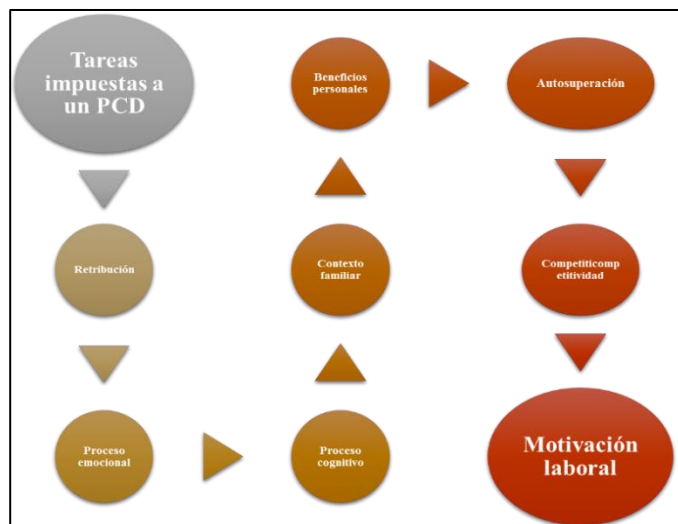 Tareas
impuestas a
un PCD
Retribución
Proceso
emocional
Proceso
cognitivo
Contexto
familiar
Beneficios
personales
Autosuperación
Competiticomp
etitividad
Motivación
laboral